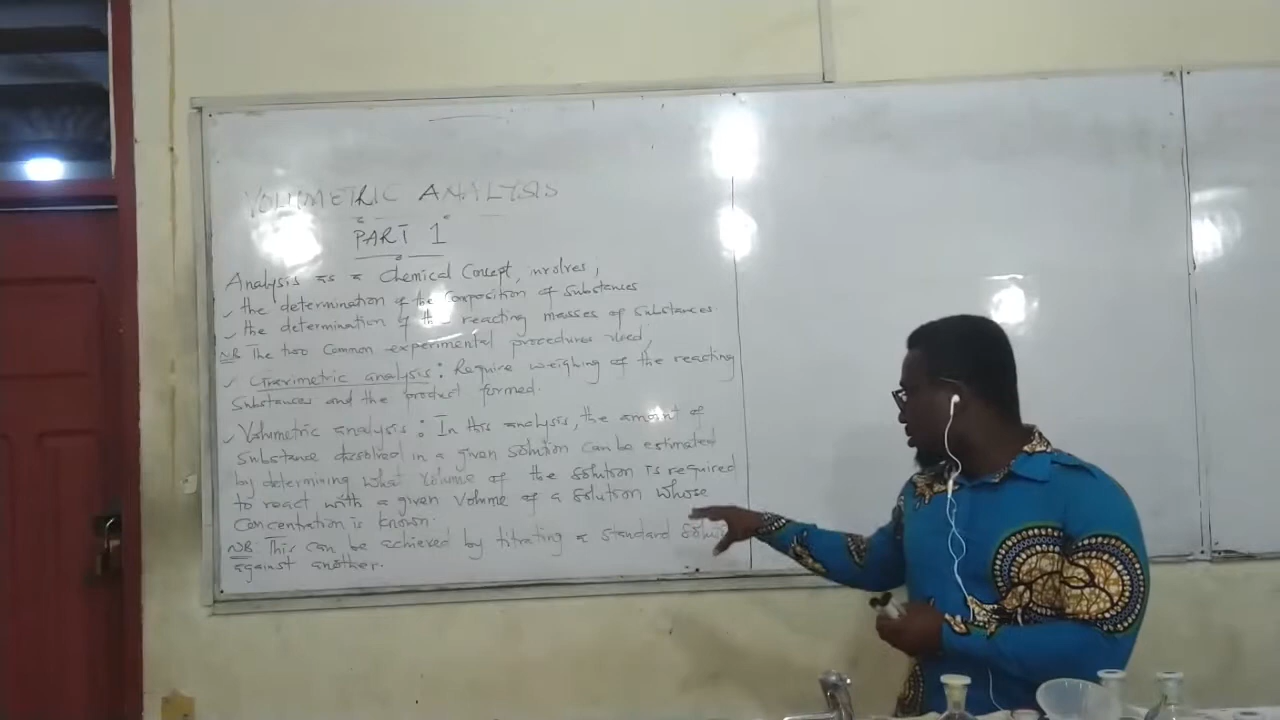 VOLUMETRIC ANALYSIS
PART 1
Analysis as a Chemical Concept, involves,
✓ the determination of the composition of substances
✓ the determination of the reacting masses of substances.
NB The two common experimental procedures used,
✓ Gravimetric analysis: Require weighing of the reacting
substances and the product formed.
✓ Volumetric analysis: In this analysis, the amount of
substance dissolved in a given solution can be estimated
by determining what volume of the solution is required
to react with a given volume of a solution whose
concentration is known.
NB: This can be achieved by titrating a standard
against another.